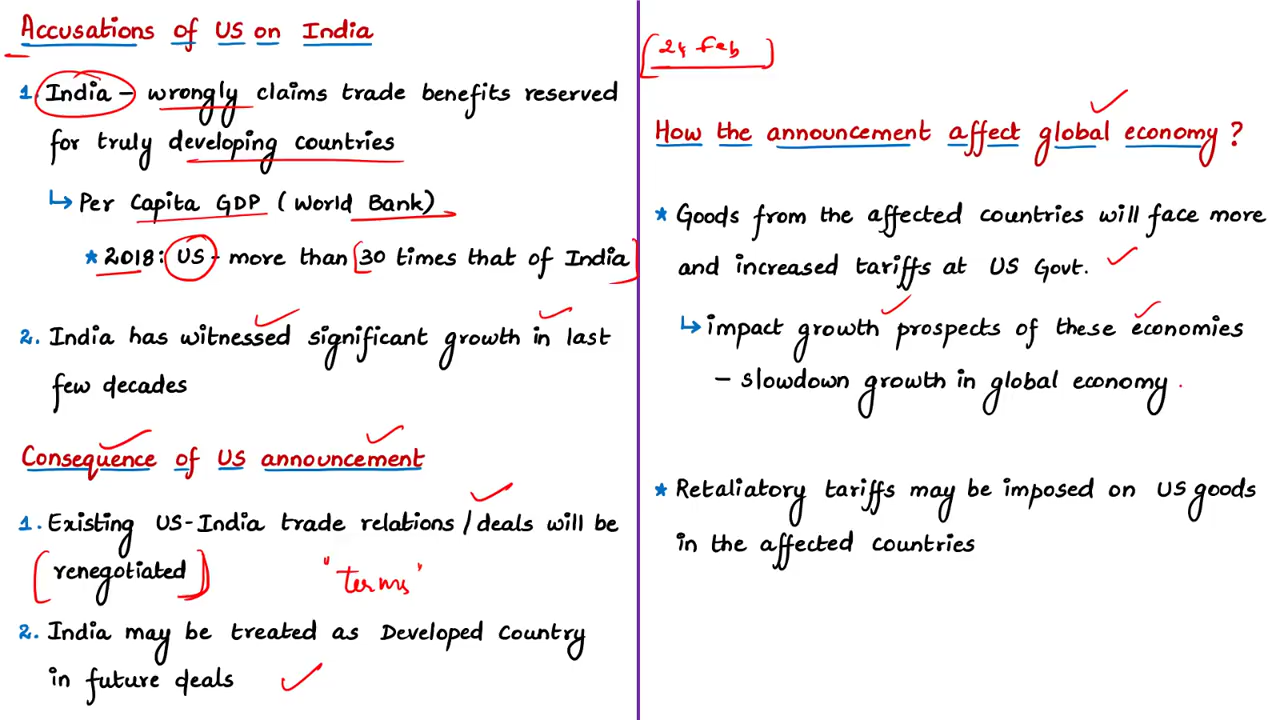 Accusations of US on India
1. India - wrongly claims trade benefits reserved
for truly developing countries
↳ Per Capita GDP (World Bank)
* 2018: US - more than 30 times that of India
2. India has witnessed significant growth in last
few decades
Consequence of US announcement
1. Existing US-India trade relations/deals will be
[renegotiated] "terms"
2. India may be treated as Developed Country
in future deals
[24 Feb]
How the announcement affect global economy?
* Goods from the affected countries will face more
and increased tariffs at US Govt.
↳ impact growth prospects of these economies
- slowdown growth in global economy
* Retaliatory tariffs may be imposed on US goods
in the affected countries